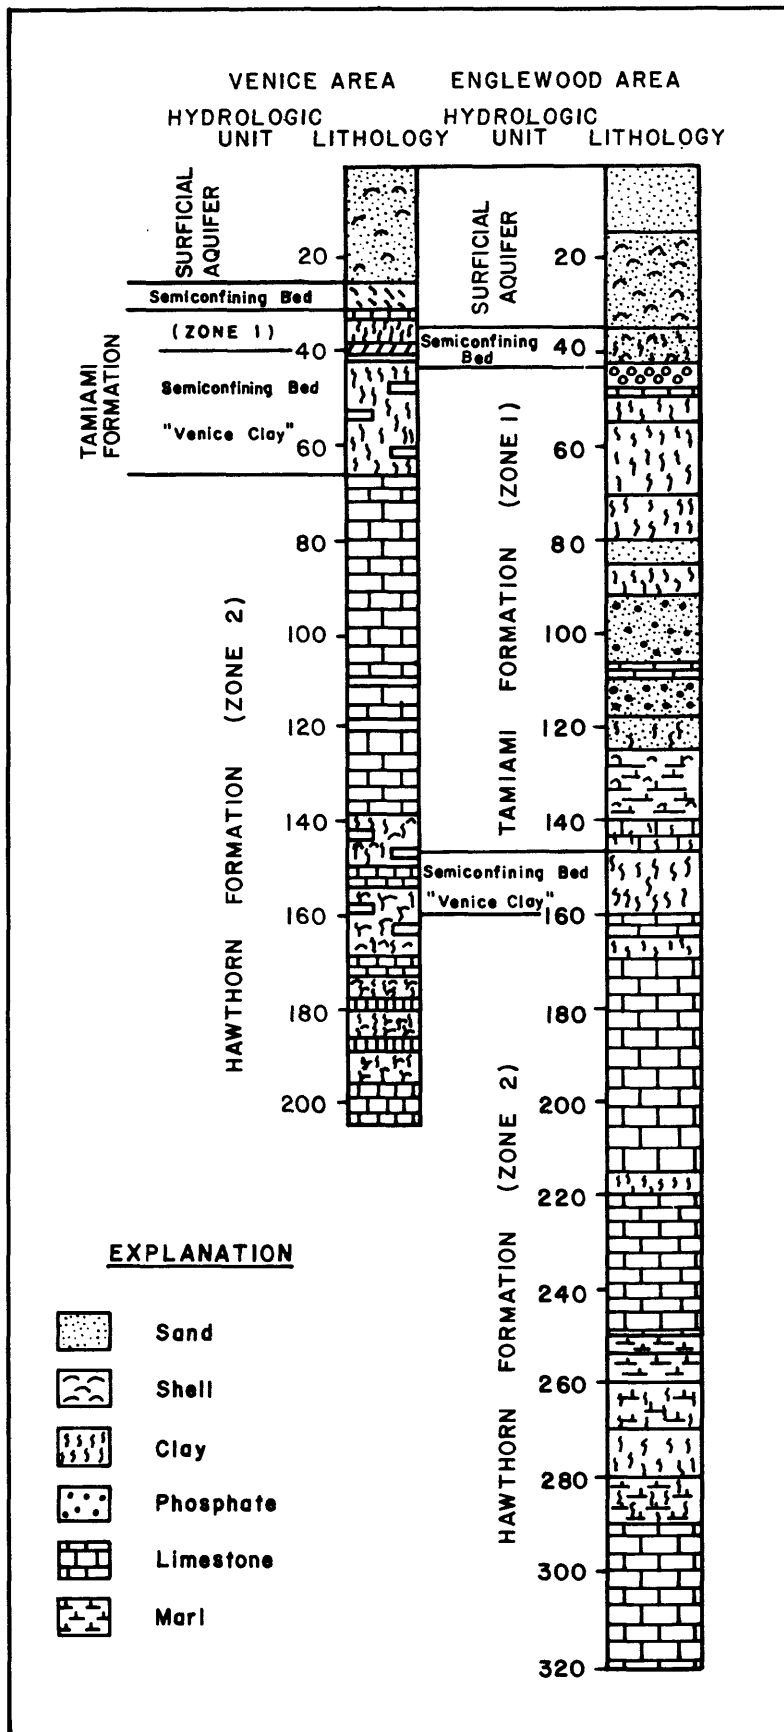 VENICE AREA
ENGLEWOOD AREA
HYDROLOGIC
UNIT
LITHOLOGY
HYDROLOGIC
UNIT
LITHOLOGY
SURFICIAL
AQUIFER
Semiconfining Bed
(ZONE 1)
TAMIAMI
FORMATION
Semiconfining Bed
"Venice Clay"
HAWTHORN FORMATION (ZONE 2)
20
40
60
80
100
120
140
160
180
200
SURFICIAL
AQUIFER
Semiconfining
Bed
TAMIAMI FORMATION (ZONE 1)
Semiconfining Bed
"Venice Clay"
HAWTHORN FORMATION (ZONE 2)
20
40
60
80
100
120
140
160
180
200
220
240
260
280
300
320
EXPLANATION
Sand
Shell
Clay
Phosphate
Limestone
Marl